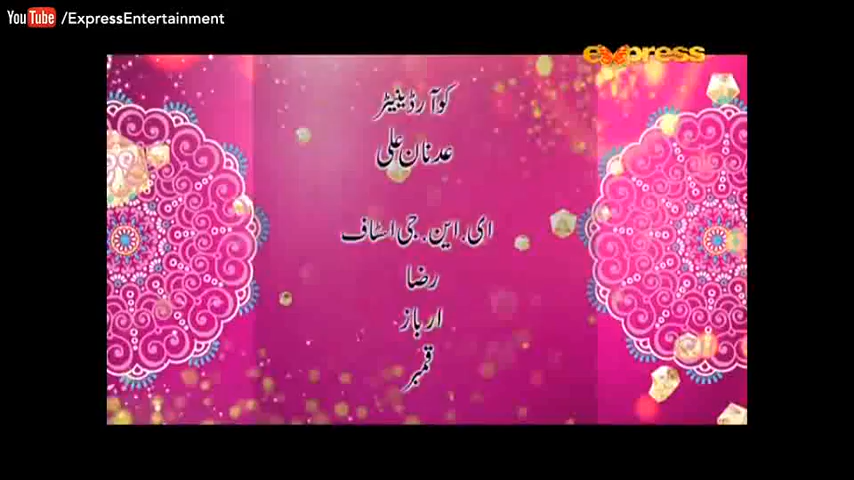 YouTube /ExpressEntertainment
express
کوآرڈینیٹر
عدنان علی
ای. این. جی اسٹاف
رضا
ارباز
قمبر